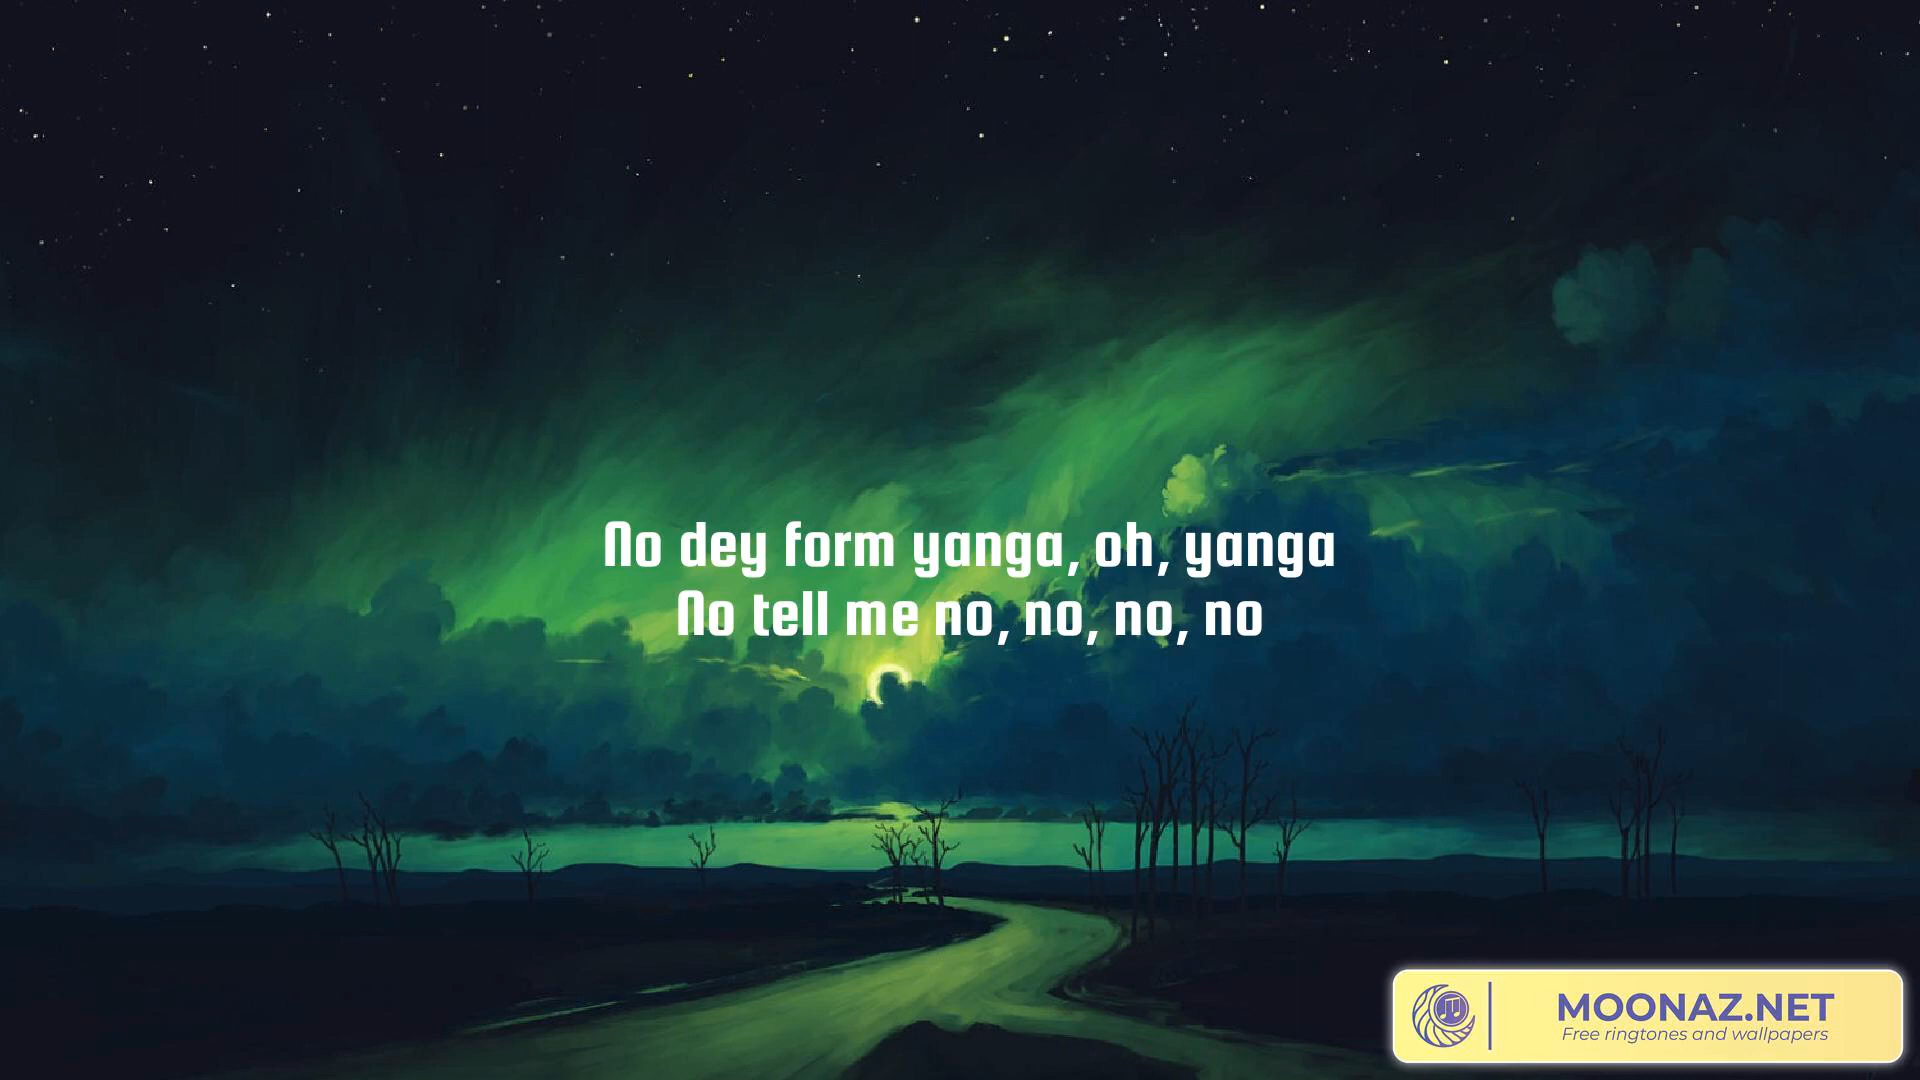 No dey form yanga, oh, yanga
No tell me no, no, no, no
MOONAZ.NET
Free ringtones and wallpapers